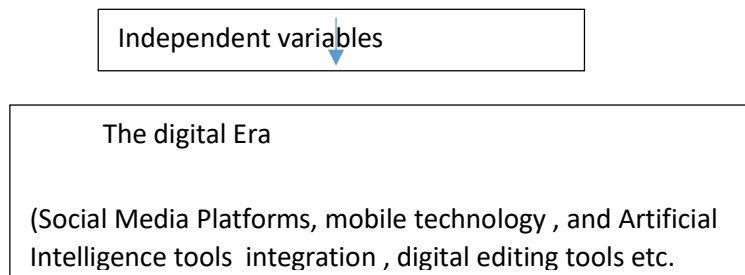 Independent variables
The digital Era
(Social Media Platforms, mobile technology , and Artificial
Intelligence tools  integration , digital editing tools etc.